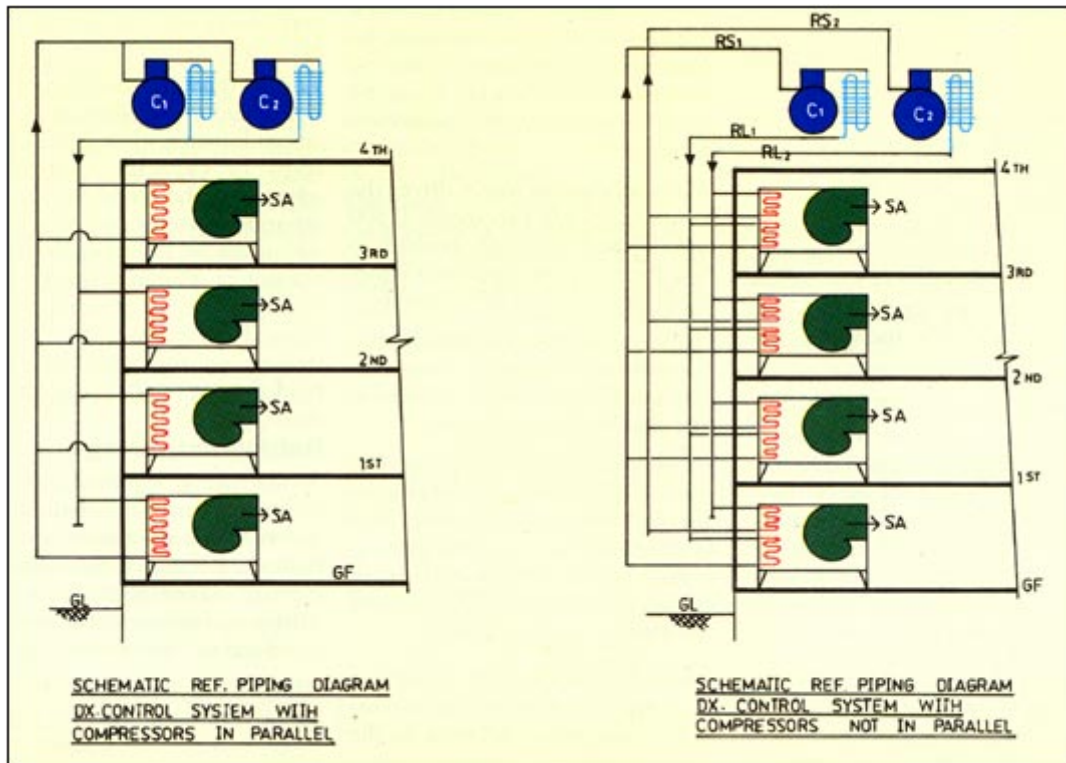 C1
C2
4TH
SA
3RD
SA
2ND
SA
1ST
SA
GF
GL
SCHEMATIC REF. PIPING DIAGRAM
DX.CONTROL SYSTEM WITH
COMPRESSORS IN PARALLEL
RS2
RS1
C1
C2
RL1
RL2
4TH
SA
3RD
SA
2ND
SA
1ST
SA
GF
GL
SCHEMATIC REF. PIPING DIAGRAM
DX. CONTROL SYSTEM WITH
COMPRESSORS NOT IN PARALLEL